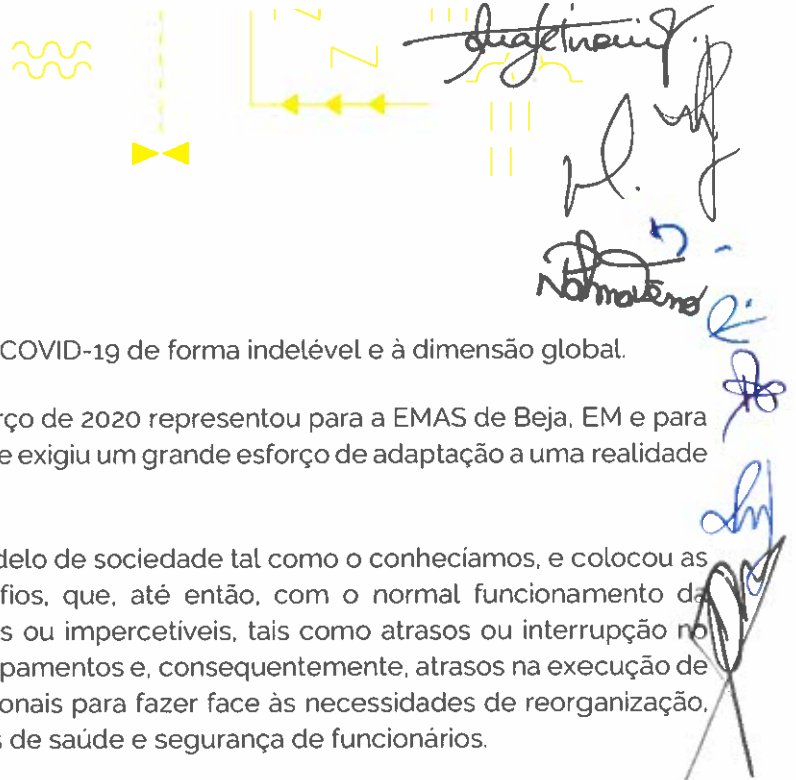 COVID-19 de forma indelével e à dimensão global.
rço de 2020 representou para a EMAS de Beja, EM e para
e exigiu um grande esforço de adaptação a uma realidade
delo de sociedade tal como o conhecíamos, e colocou as
fios, que, até então, com o normal funcionamento da
s ou impercetíveis, tais como atrasos ou interrupção no
pamentos e, consequentemente, atrasos na execução de
onais para fazer face às necessidades de reorganização,
s de saúde e segurança de funcionários.